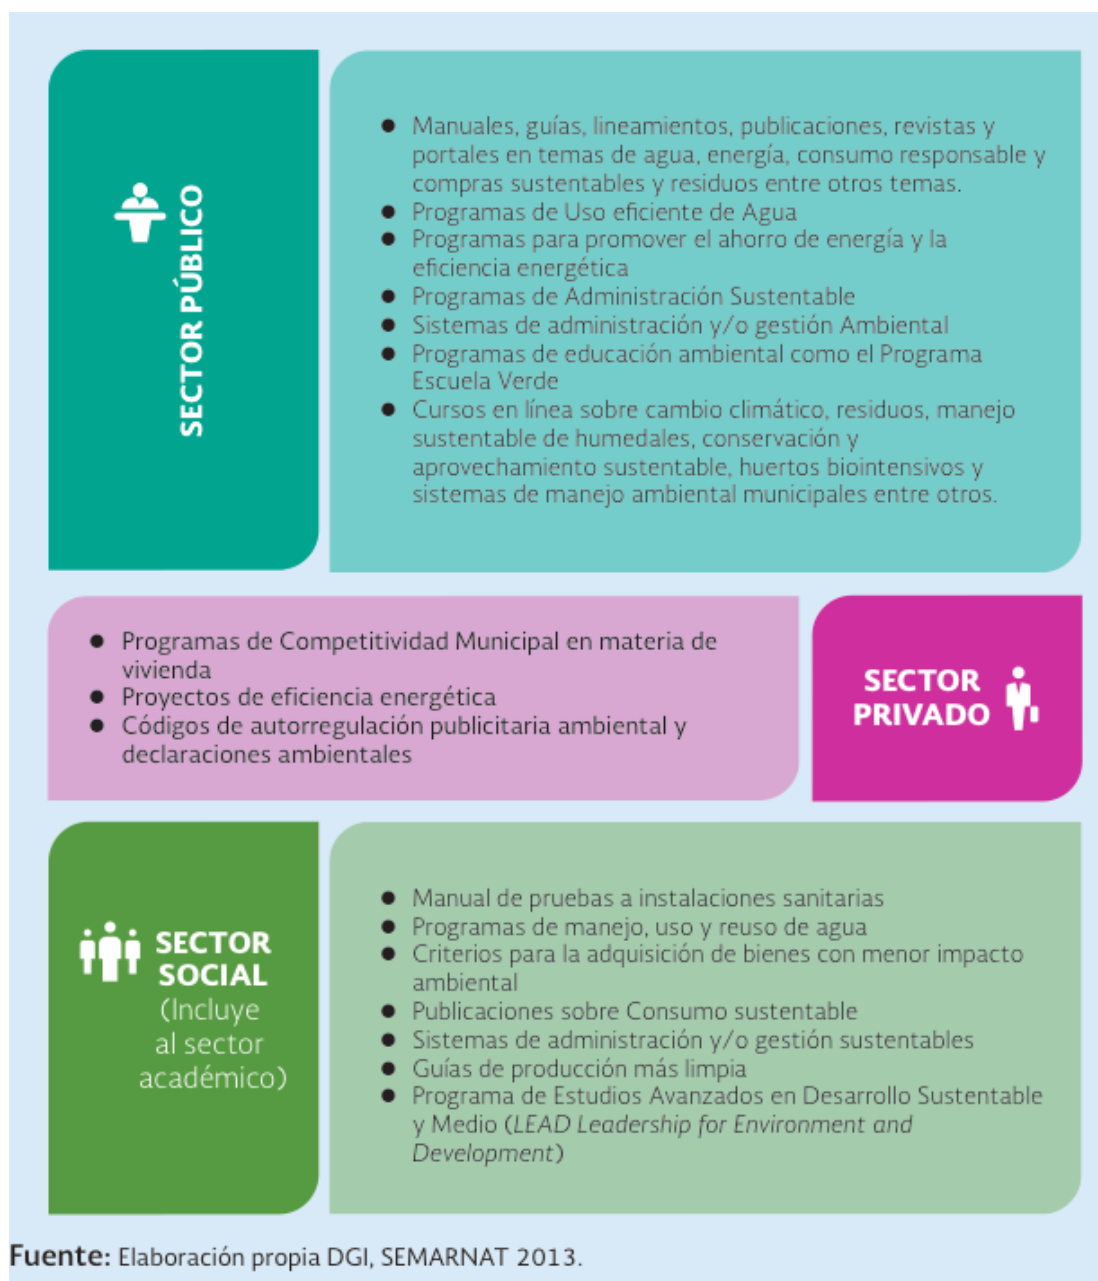 SECTOR PÚBLICO
● Manuales, guías, lineamientos, publicaciones, revistas y
portales en temas de agua, energía, consumo responsable y
compras sustentables y residuos entre otros temas.
● Programas de Uso eficiente de Agua
● Programas para promover el ahorro de energía y la
eficiencia energética
● Programas de Administración Sustentable
● Sistemas de administración y/o gestión Ambiental
● Programas de educación ambiental como el Programa
Escuela Verde
● Cursos en línea sobre cambio climático, residuos, manejo
sustentable de humedales, conservación y
aprovechamiento sustentable, huertos biointensivos y
sistemas de manejo ambiental municipales entre otros.
● Programas de Competitividad Municipal en materia de
vivienda
● Proyectos de eficiencia energética
● Códigos de autorregulación publicitaria ambiental y
declaraciones ambientales
SECTOR
PRIVADO
SECTOR
SOCIAL
(Incluye
al sector
académico)
● Manual de pruebas a instalaciones sanitarias
● Programas de manejo, uso y reuso de agua
● Criterios para la adquisición de bienes con menor impacto
ambiental
● Publicaciones sobre Consumo sustentable
● Sistemas de administración y/o gestión sustentables
● Guías de producción más limpia
● Programa de Estudios Avanzados en Desarrollo Sustentable
y Medio (LEAD Leadership for Environment and
Development)
Fuente: Elaboración propia DGI, SEMARNAT 2013.